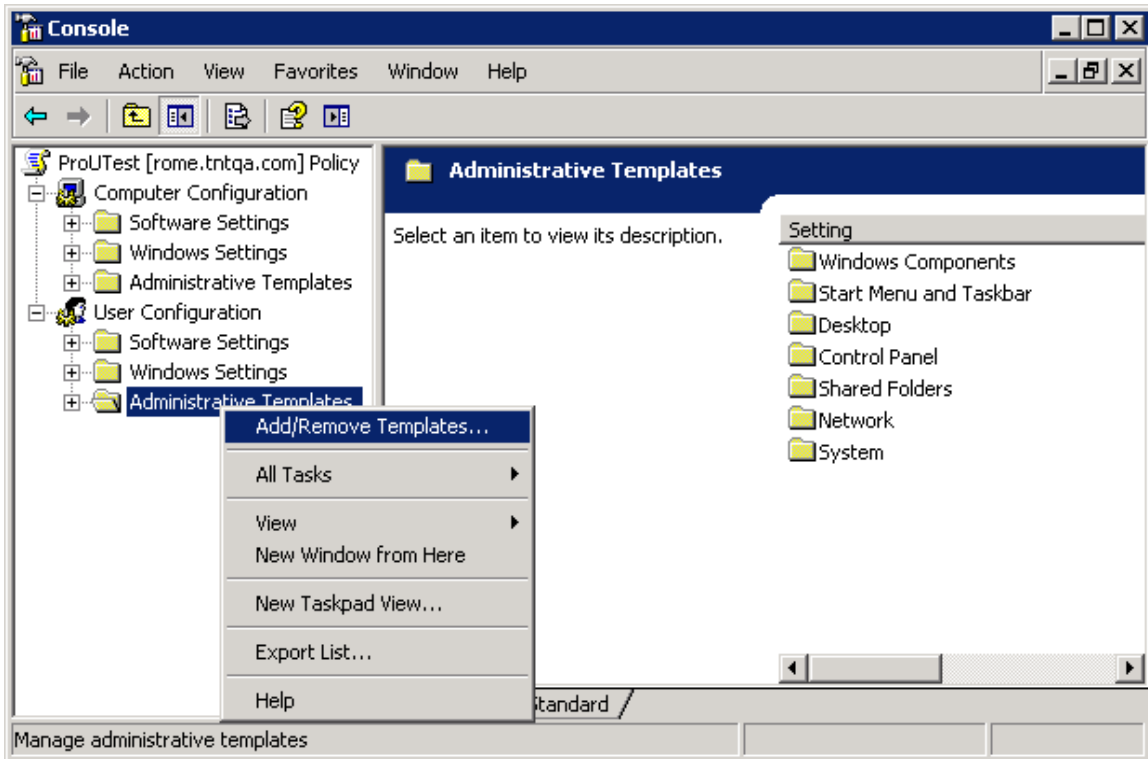 Console
File Action View Favorites Window Help
ProUTest [rome.tntqa.com] Policy
Computer Configuration
Software Settings
Windows Settings
Administrative Templates
User Configuration
Software Settings
Windows Settings
Administrative Templates
Add/Remove Templates...
All Tasks
View
New Window from Here
New Taskpad View...
Export List...
Help
Administrative Templates
Select an item to view its description.
Setting
Windows Components
Start Menu and Taskbar
Desktop
Control Panel
Shared Folders
Network
System
Standard
Manage administrative templates